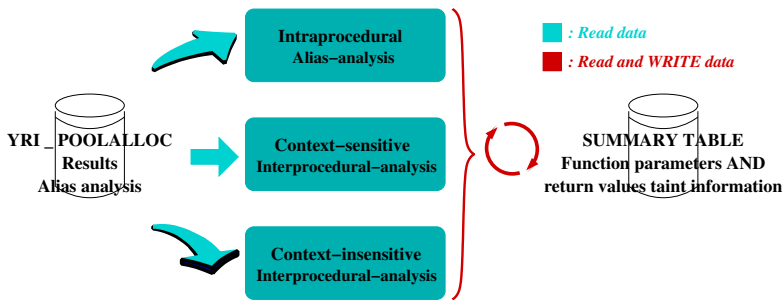 Intraprocedural
Alias−analysis
: Read data
: Read and WRITE data
YRI _ POOLALLOC
Results
Alias analysis
Context−sensitive
Interprocedural−analysis
SUMMARY TABLE
Function parameters AND
return values taint information
Context−insensitive
Interprocedural−analysis